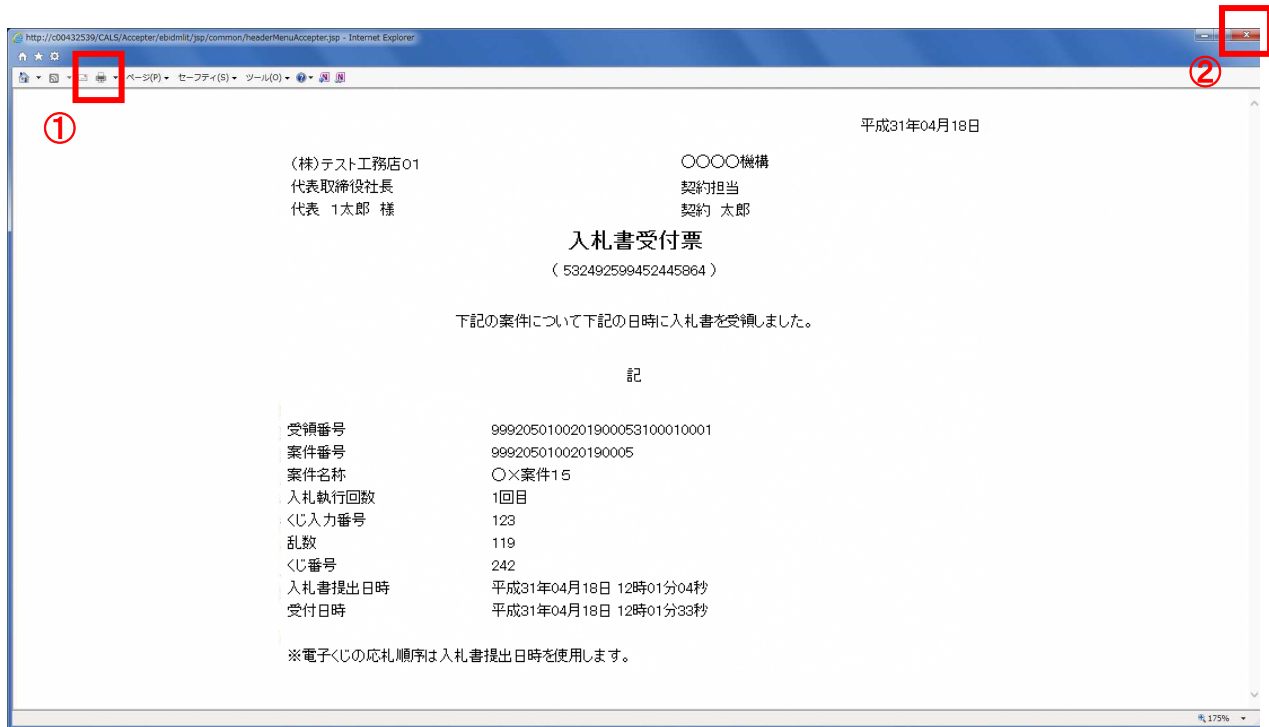 http://c00432539/CALS/Accepter/ebidmlit/jsp/common/headerMenuAccepter.jsp - Internet Explorer
ページ(P) セーフティ(S) ツール(O)
①
②
平成31年04月18日
(株)テスト工務店01 〇〇〇〇機構
代表取締役社長 契約担当
代表 1太郎 様 契約 太郎
入札書受付票
( 532492599452445864 )
下記の案件について下記の日時に入札書を受領しました。
記
受領番号 9992050100201900053100010001
案件番号 999205010020190005
案件名称 〇×案件15
入札執行回数 1回目
くじ入力番号 123
乱数 119
くじ番号 242
入札書提出日時 平成31年04月18日 12時01分04秒
受付日時 平成31年04月18日 12時01分33秒
※電子くじの応札順序は入札書提出日時を使用します。
175%